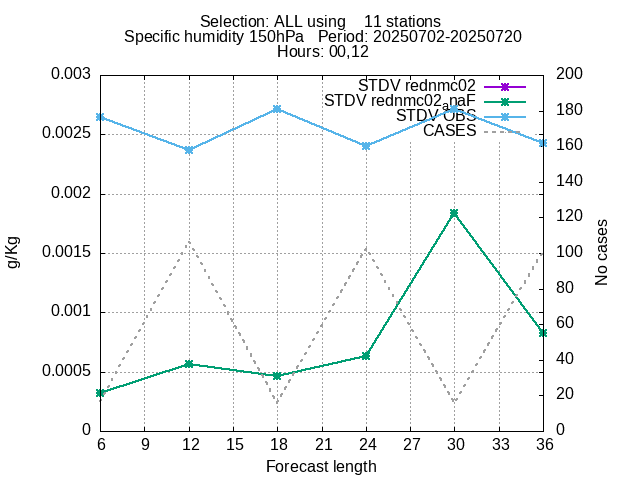 Selection: ALL using    11 stations
Specific humidity 150hPa   Period: 20250702-20250720
Hours: 00,12
0.003
0.0025
0.002
0.0015
0.001
0.0005
0
200
180
160
140
120
100
80
60
40
20
0
STDV rednmc02
STDV rednmc02_anaF
STDV OBS
CASES
g/Kg
No cases
6 9 12 15 18 21 24 27 30 33 36
Forecast length